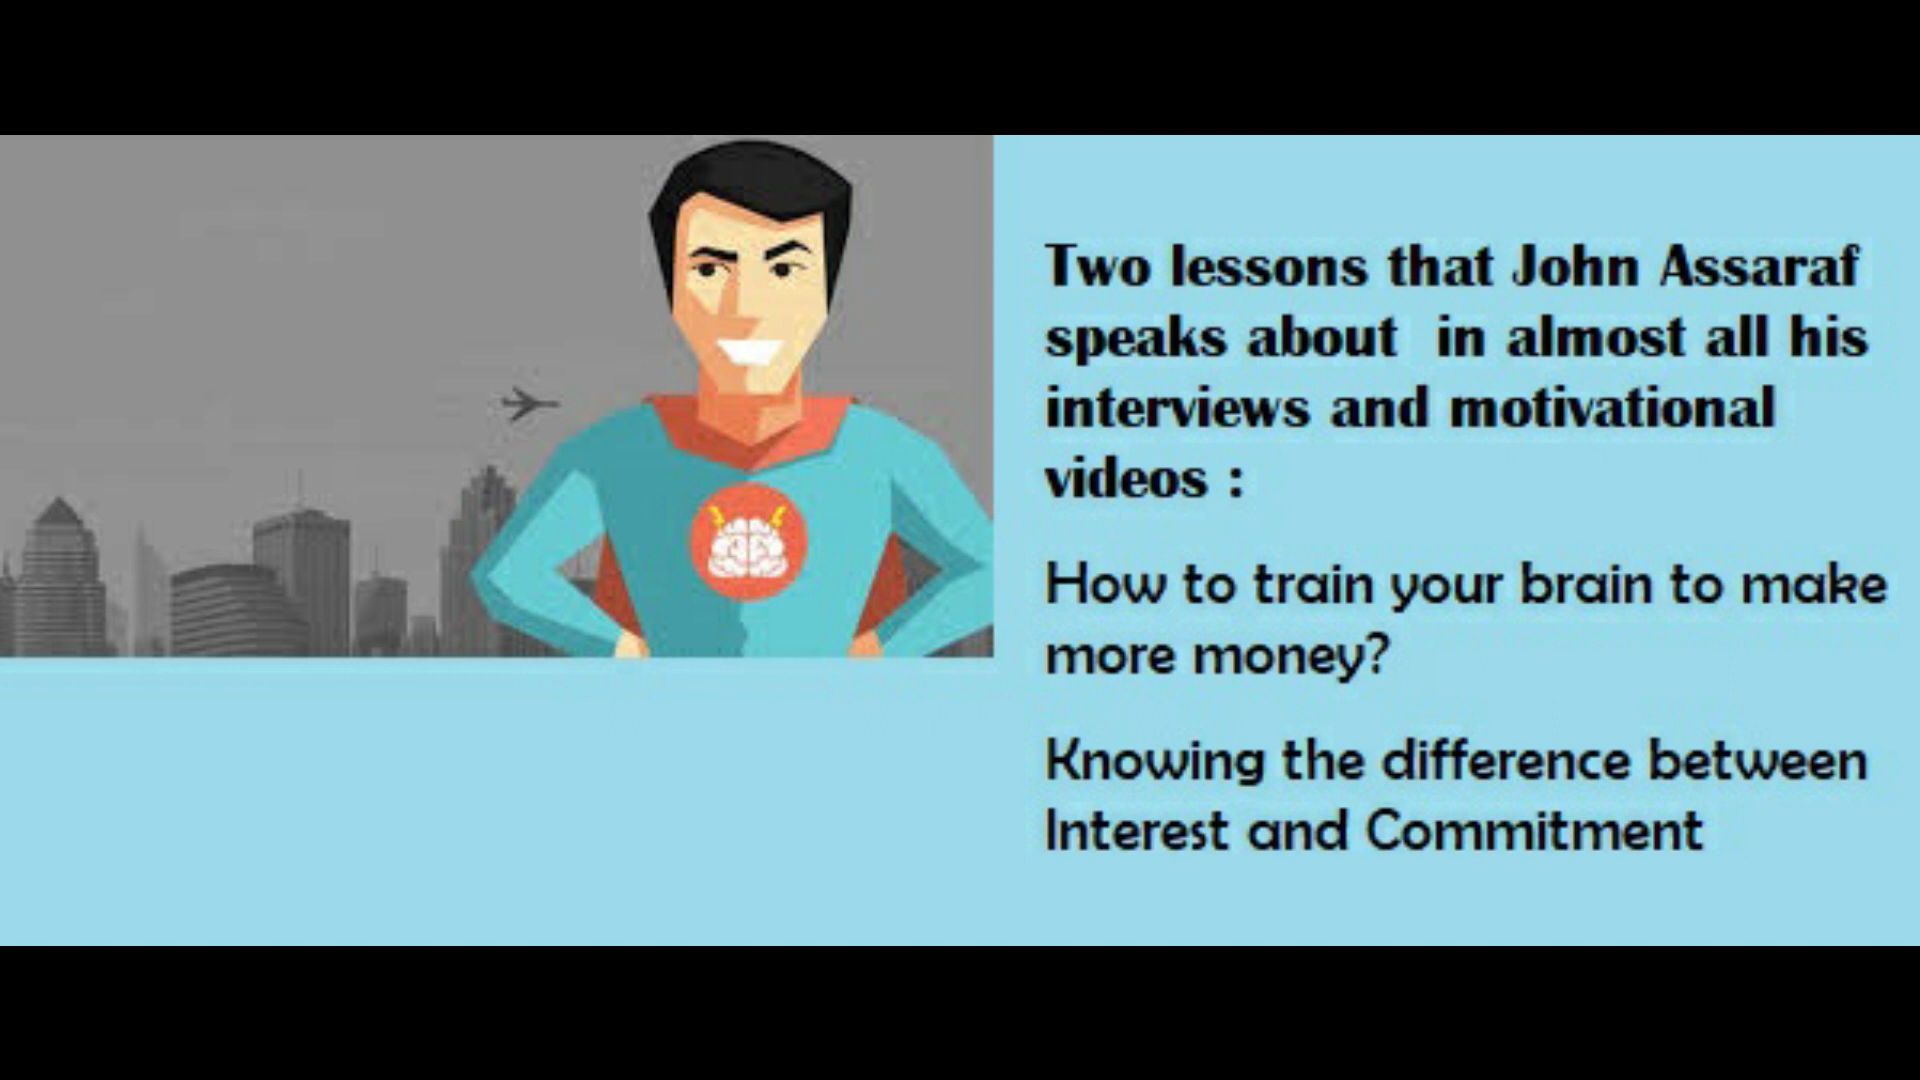 Two lessons that John Assaraf
speaks about in almost all his
interviews and motivational
videos :
How to train your brain to make
more money?
Knowing the difference between
Interest and Commitment